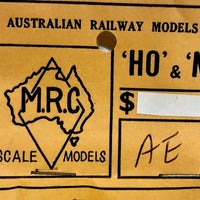 AUSTRALIAN RAILWAY MODELS
'HO' & 'N
M.R.C
$
SCALE MODELS
AE